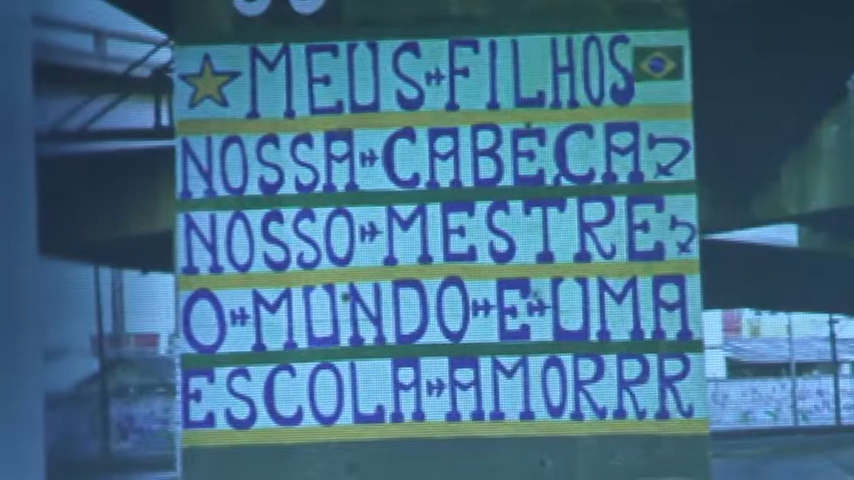 MEUS FILHOS
NOSSA CABEÇA
NOSSO MESTRE
O MUNDO É UMA
ESCOLA AMORRR